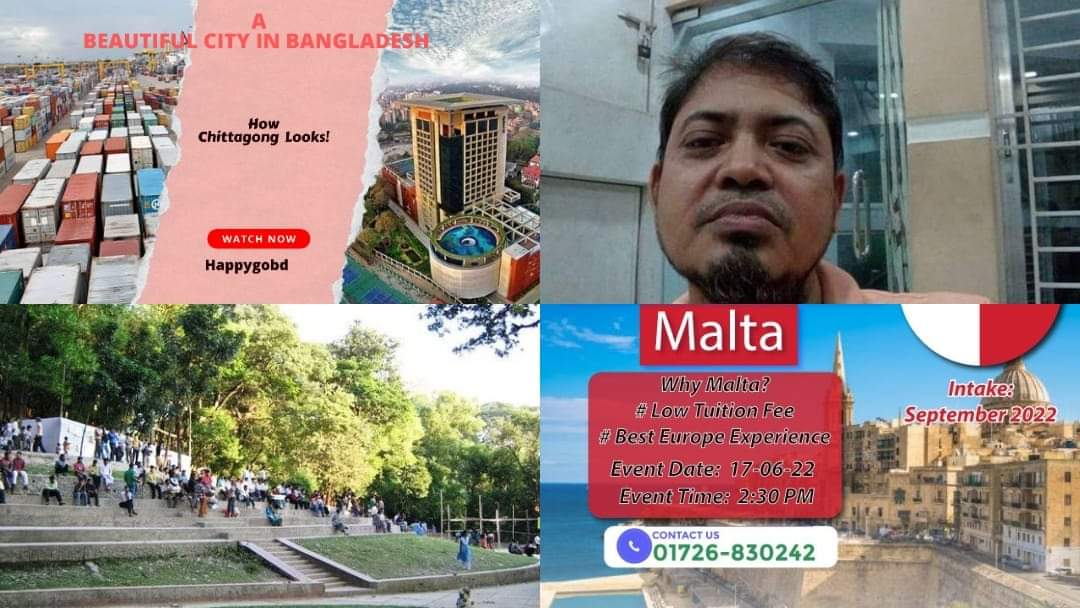 A
BEAUTIFUL CITY IN BANGLADESH
How
Chittagong Looks!
WATCH NOW
Happygobd
Malta
Why Malta?
# Low Tuition Fee
# Best Europe Experience
Event Date: 17-06-22
Event Time: 2:30 PM
Intake:
September 2022
CONTACT US
01726-830242